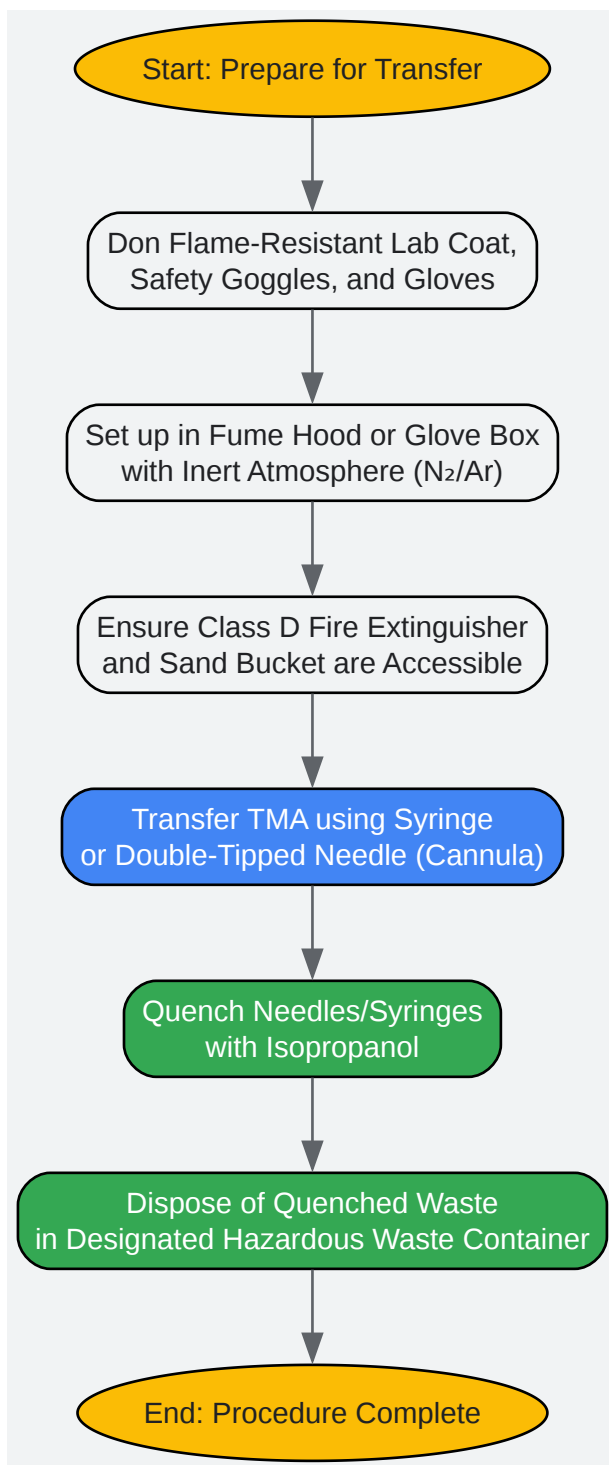 Start: Prepare for Transfer
Don Flame-Resistant Lab Coat,
Safety Goggles, and Gloves
Set up in Fume Hood or Glove Box
with Inert Atmosphere (N₂/Ar)
Ensure Class D Fire Extinguisher
and Sand Bucket are Accessible
Transfer TMA using Syringe
or Double-Tipped Needle (Cannula)
Quench Needles/Syringes
with Isopropanol
Dispose of Quenched Waste
in Designated Hazardous Waste Container
End: Procedure Complete